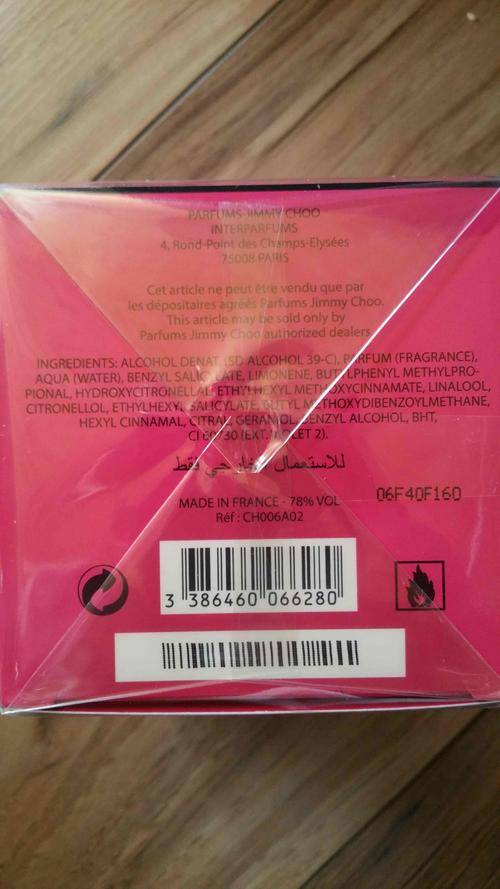 PARFUMS JIMMY CHOO
INTERPARFUMS
4, Rond-Point des Champs-Elysées
75008 PARIS
Cet article ne peut être vendu que par
les dépositaires agréés Parfums Jimmy Choo.
This article may be sold only by
Parfums Jimmy Choo authorized dealers.
INGREDIENTS: ALCOHOL DENAT. (SD ALCOHOL 39-C), PARFUM (FRAGRANCE),
AQUA (WATER), BENZYL SALICYLATE, LIMONENE, BUTYLPHENYL METHYLPRO-
PIONAL, HYDROXYCITRONELLAL, ETHYLHEXYL METHOXYCINNAMATE, LINALOOL,
CITRONELLOL, ETHYLHEXYL SALICYLATE, BUTYL METHOXYDIBENZOYLMETHANE,
HEXYL CINNAMAL, CITRAL, GERANIOL, BENZYL ALCOHOL, BHT,
CI 60730 (EXT. VIOLET 2).
للاستعمال الخارجي فقط
MADE IN FRANCE - 78% VOL
06F40F160
Réf : CH006A02
3 386460 066280